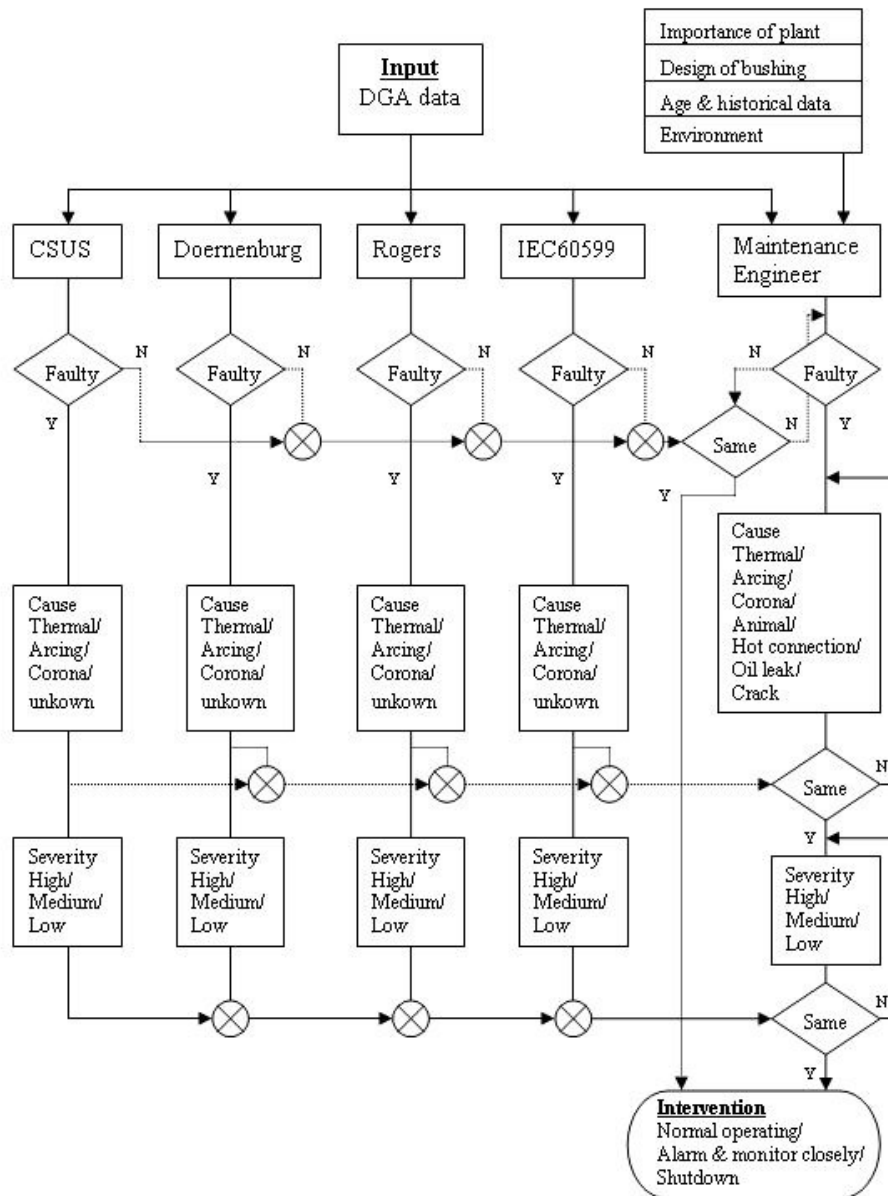 Importance of plant
Design of bushing
Age & historical data
Environment
Input
DGA data
CSUS
Doernenburg
Rogers
IEC60599
Maintenance
Engineer
Faulty
N
Y
Faulty
N
Y
Faulty
N
Y
Faulty
N
Y
Faulty
N
Y
Same
N
Y
Cause
Thermal/
Arcing/
Corona/
unkown
Cause
Thermal/
Arcing/
Corona/
unkown
Cause
Thermal/
Arcing/
Corona/
unkown
Cause
Thermal/
Arcing/
Corona/
unkown
Cause
Thermal/
Arcing/
Corona/
Animal/
Hot connection/
Oil leak/
Crack
Same
N
Y
Severity
High/
Medium/
Low
Severity
High/
Medium/
Low
Severity
High/
Medium/
Low
Severity
High/
Medium/
Low
Severity
High/
Medium/
Low
Same
N
Y
Intervention
Normal operating/
Alarm & monitor closely/
Shutdown